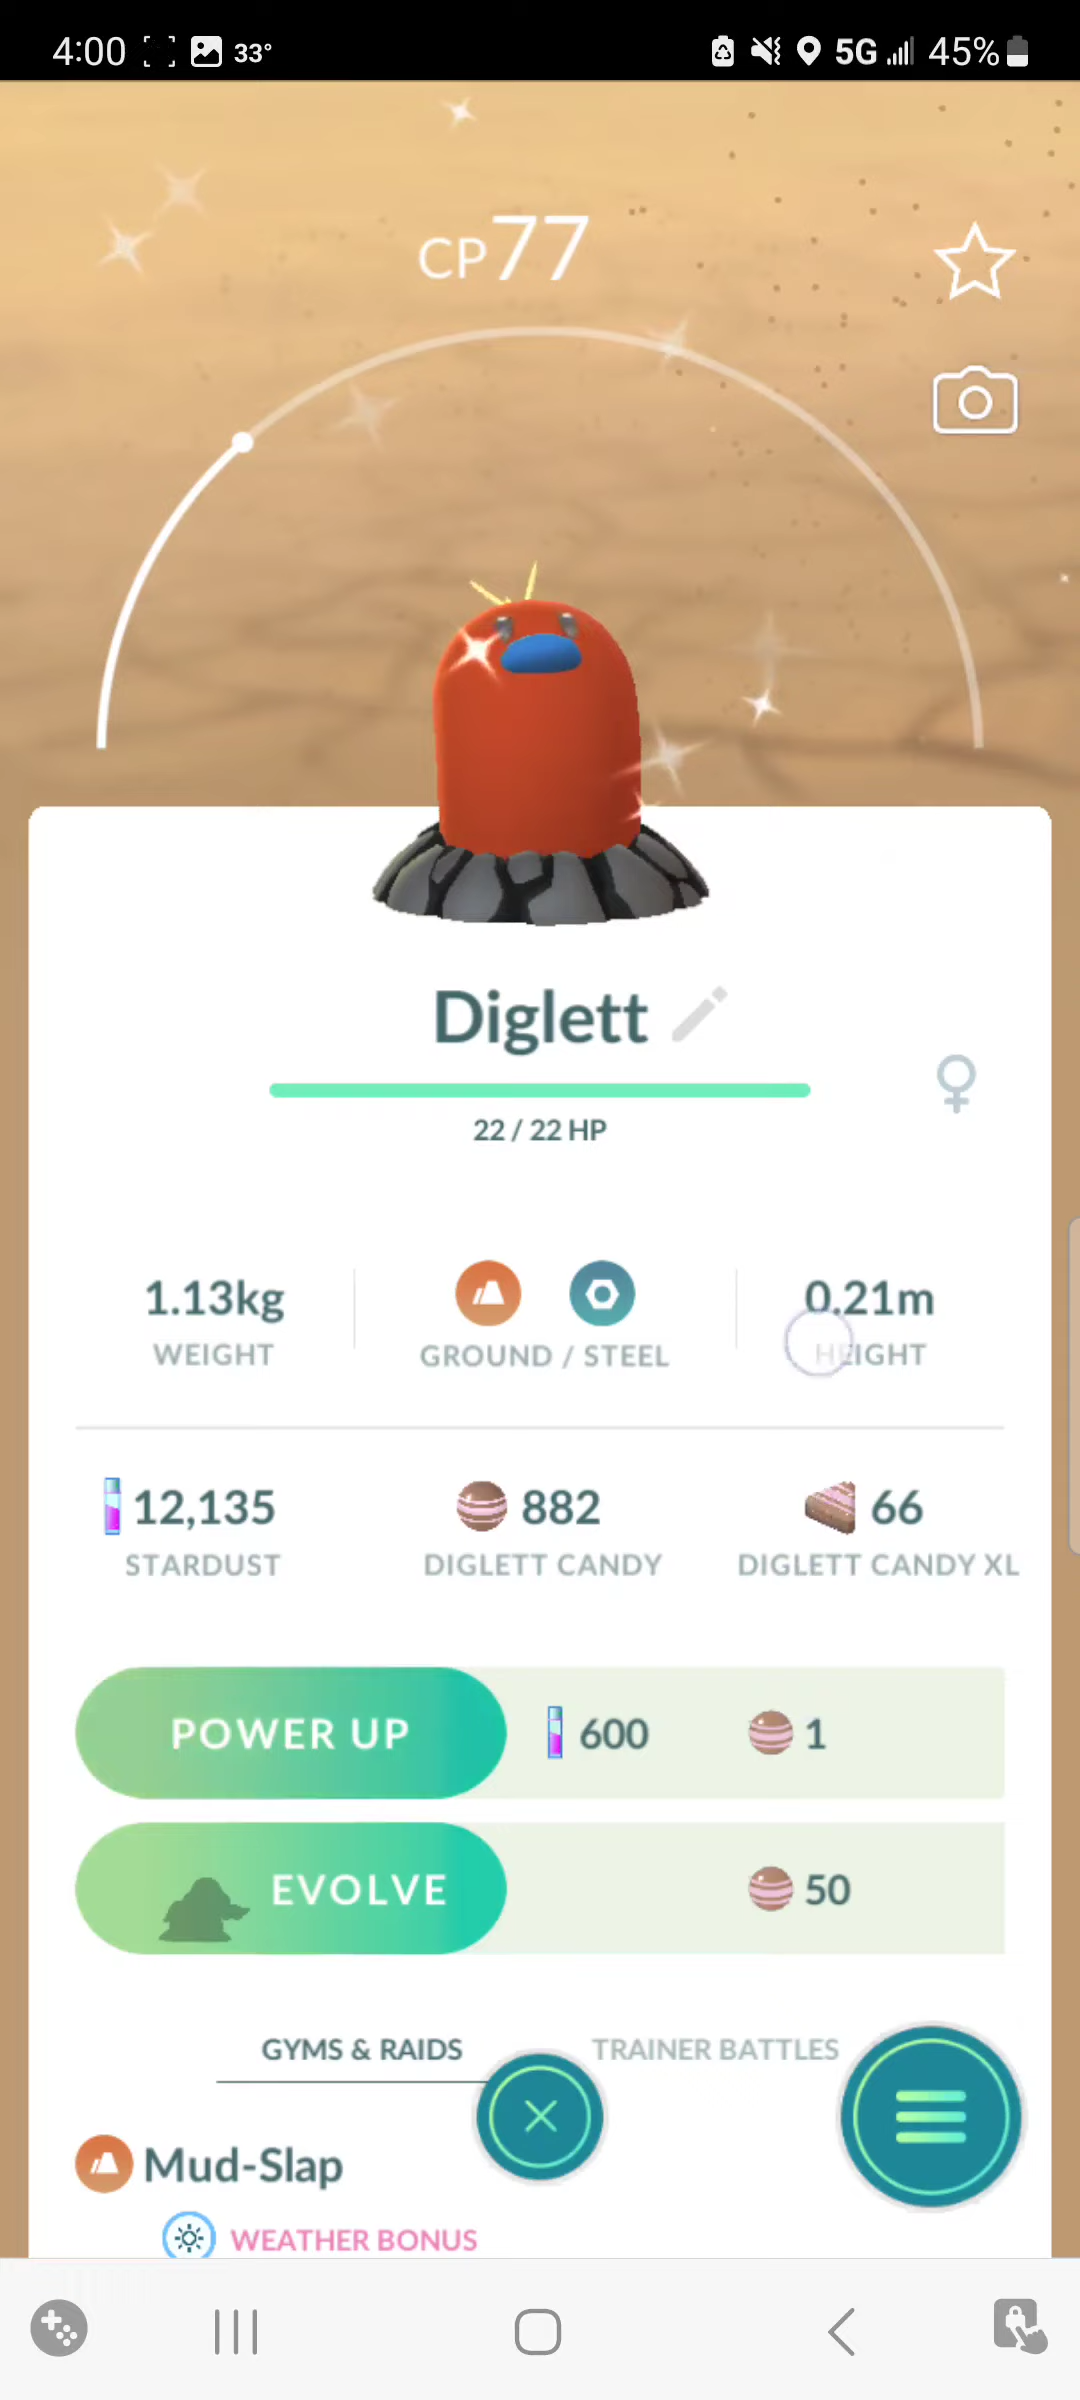 4:00 33° 5G 45%
CP77
Diglett
22 / 22 HP
1.13kg
WEIGHT
GROUND / STEEL
0.21m
HEIGHT
12,135
STARDUST
882
DIGLETT CANDY
66
DIGLETT CANDY XL
POWER UP 600 1
EVOLVE 50
GYMS & RAIDS TRAINER BATTLES
Mud-Slap
WEATHER BONUS